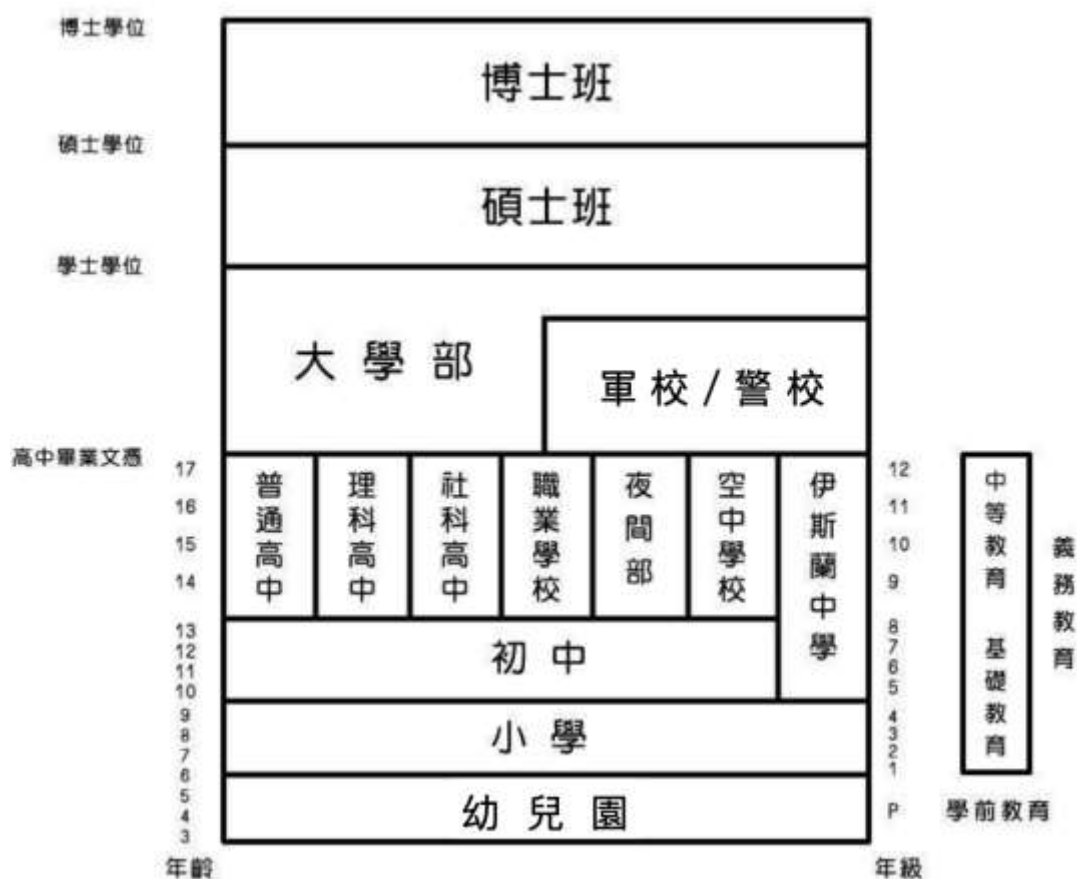 博士學位
博士班
碩士學位
碩士班
學士學位
大學部
軍校/警校
高中畢業文憑
17
16
15
14
13
12
11
10
9
8
7
6
5
4
3
年齡
普通高中
理科高中
社科高中
職業學校
夜間部
空中學校
伊斯蘭中學
初中
小學
幼兒園
12
11
10
9
8
7
6
5
4
3
2
1
P
年級
中等教育
基礎教育
義務教育
學前教育